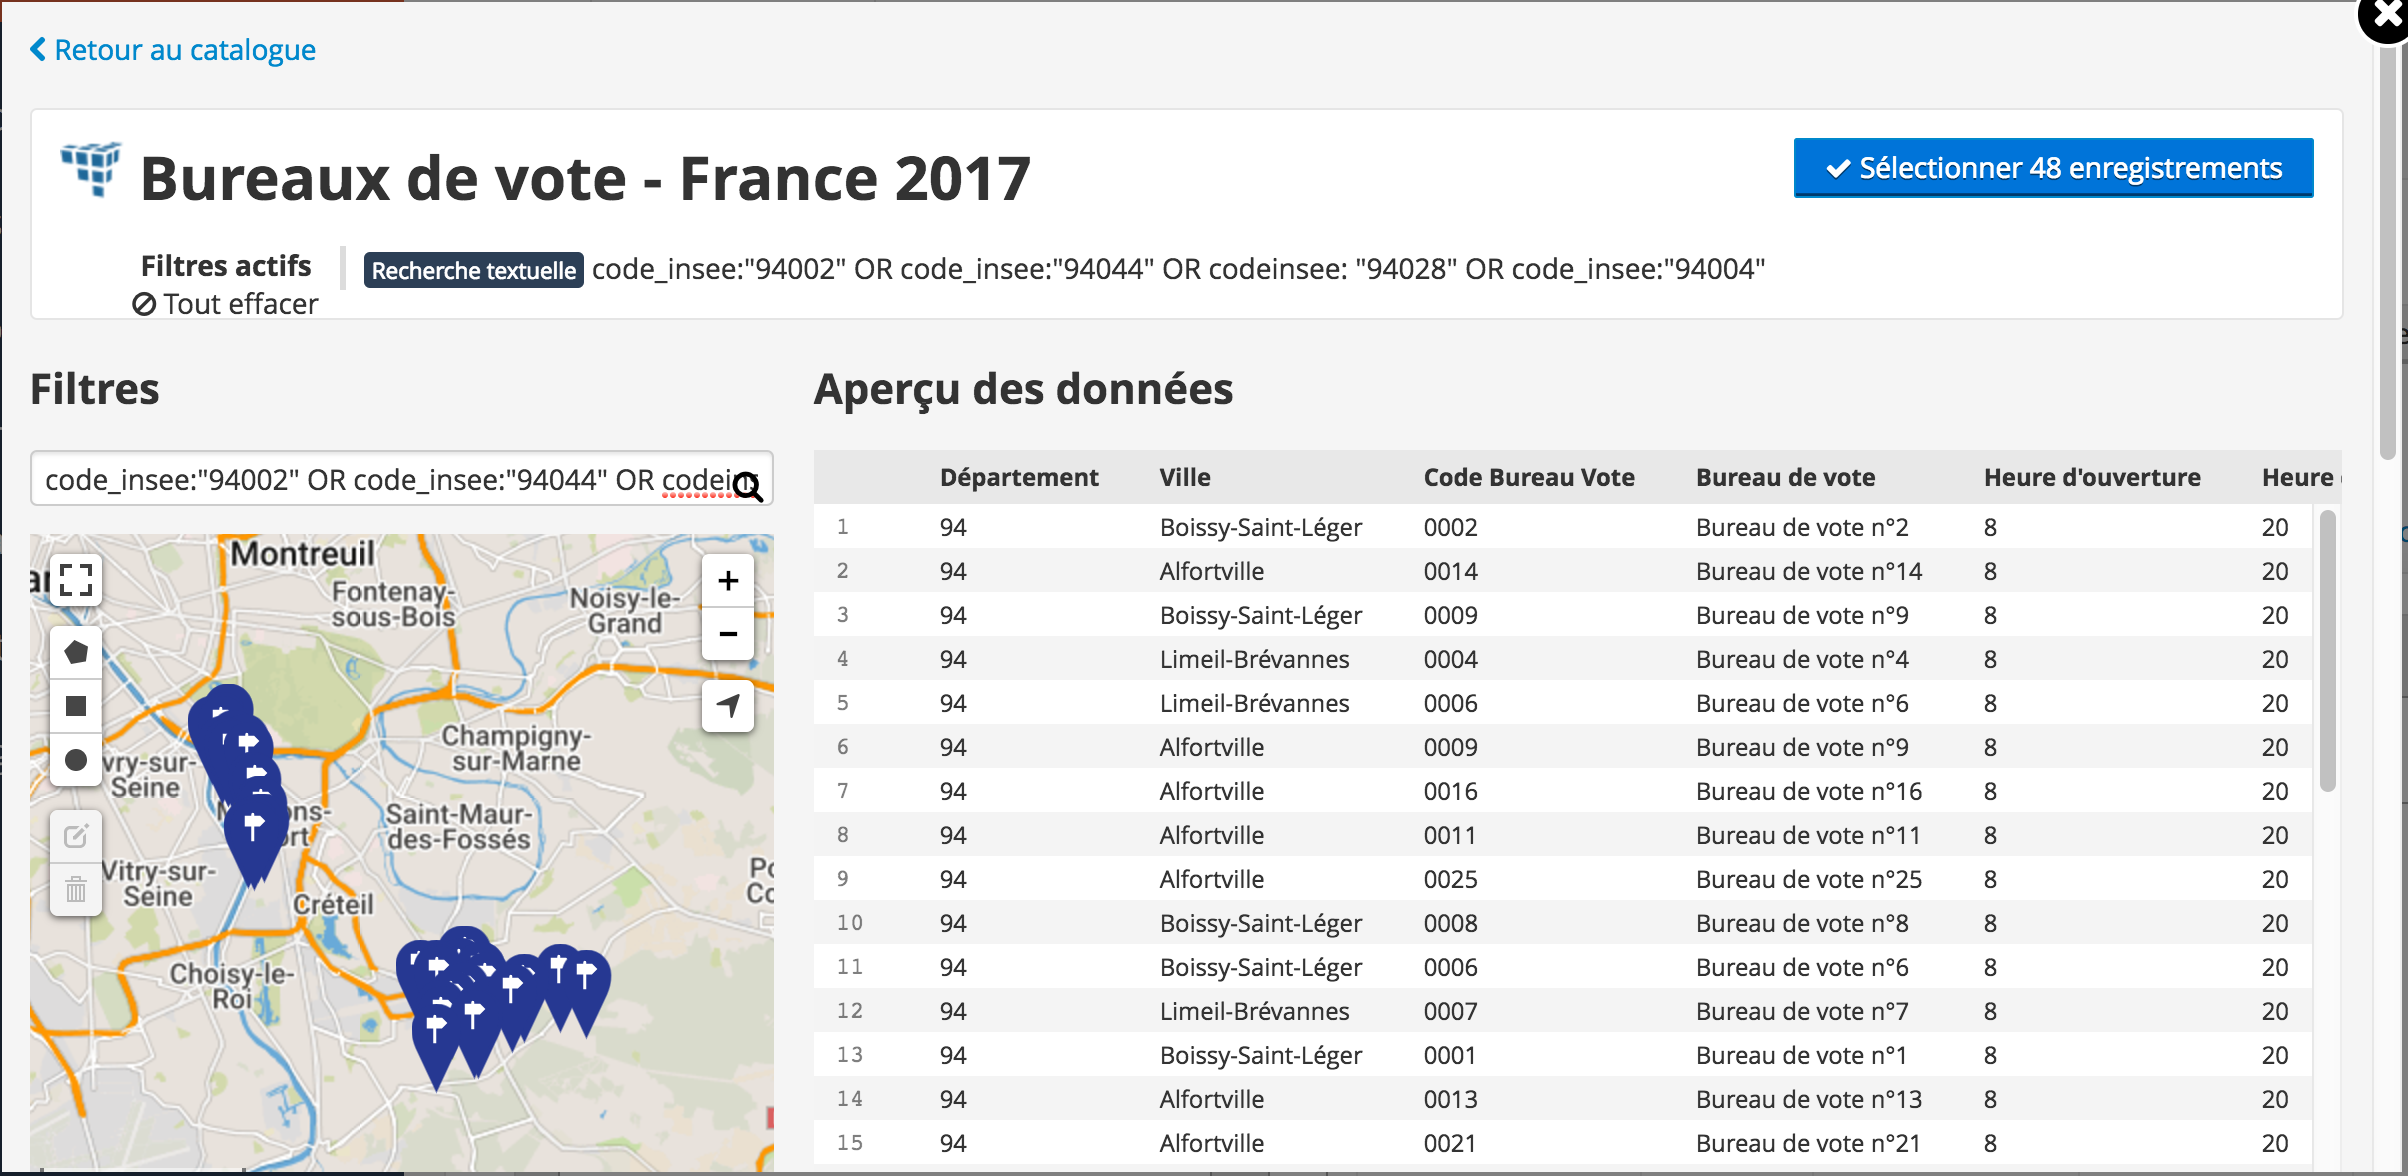 Retour au catalogue
Bureaux de vote - France 2017
Sélectionner 48 enregistrements
Filtres actifs
Recherche textuelle code_insee:"94002" OR code_insee:"94044" OR codeinsee: "94028" OR code_insee:"94004"
Tout effacer
Filtres
Aperçu des données
code_insee:"94002" OR code_insee:"94044" OR
Montreuil
Fontenay-
sous-Bois
Noisy-le-
Grand
+
−
Champigny-
sur-Marne
vry-sur-
Seine
Saint-Maur-
des-Fossés
Vitry-sur-
Seine
Créteil
Choisy-le-
Roi
Département Ville Code Bureau Vote Bureau de vote Heure d'ouverture Heure
1 94 Boissy-Saint-Léger 0002 Bureau de vote n°2 8 20
2 94 Alfortville 0014 Bureau de vote n°14 8 20
3 94 Boissy-Saint-Léger 0009 Bureau de vote n°9 8 20
4 94 Limeil-Brévannes 0004 Bureau de vote n°4 8 20
5 94 Limeil-Brévannes 0006 Bureau de vote n°6 8 20
6 94 Alfortville 0009 Bureau de vote n°9 8 20
7 94 Alfortville 0016 Bureau de vote n°16 8 20
8 94 Alfortville 0011 Bureau de vote n°11 8 20
9 94 Alfortville 0025 Bureau de vote n°25 8 20
10 94 Boissy-Saint-Léger 0008 Bureau de vote n°8 8 20
11 94 Boissy-Saint-Léger 0006 Bureau de vote n°6 8 20
12 94 Limeil-Brévannes 0007 Bureau de vote n°7 8 20
13 94 Boissy-Saint-Léger 0001 Bureau de vote n°1 8 20
14 94 Alfortville 0013 Bureau de vote n°13 8 20
15 94 Alfortville 0021 Bureau de vote n°21 8 20